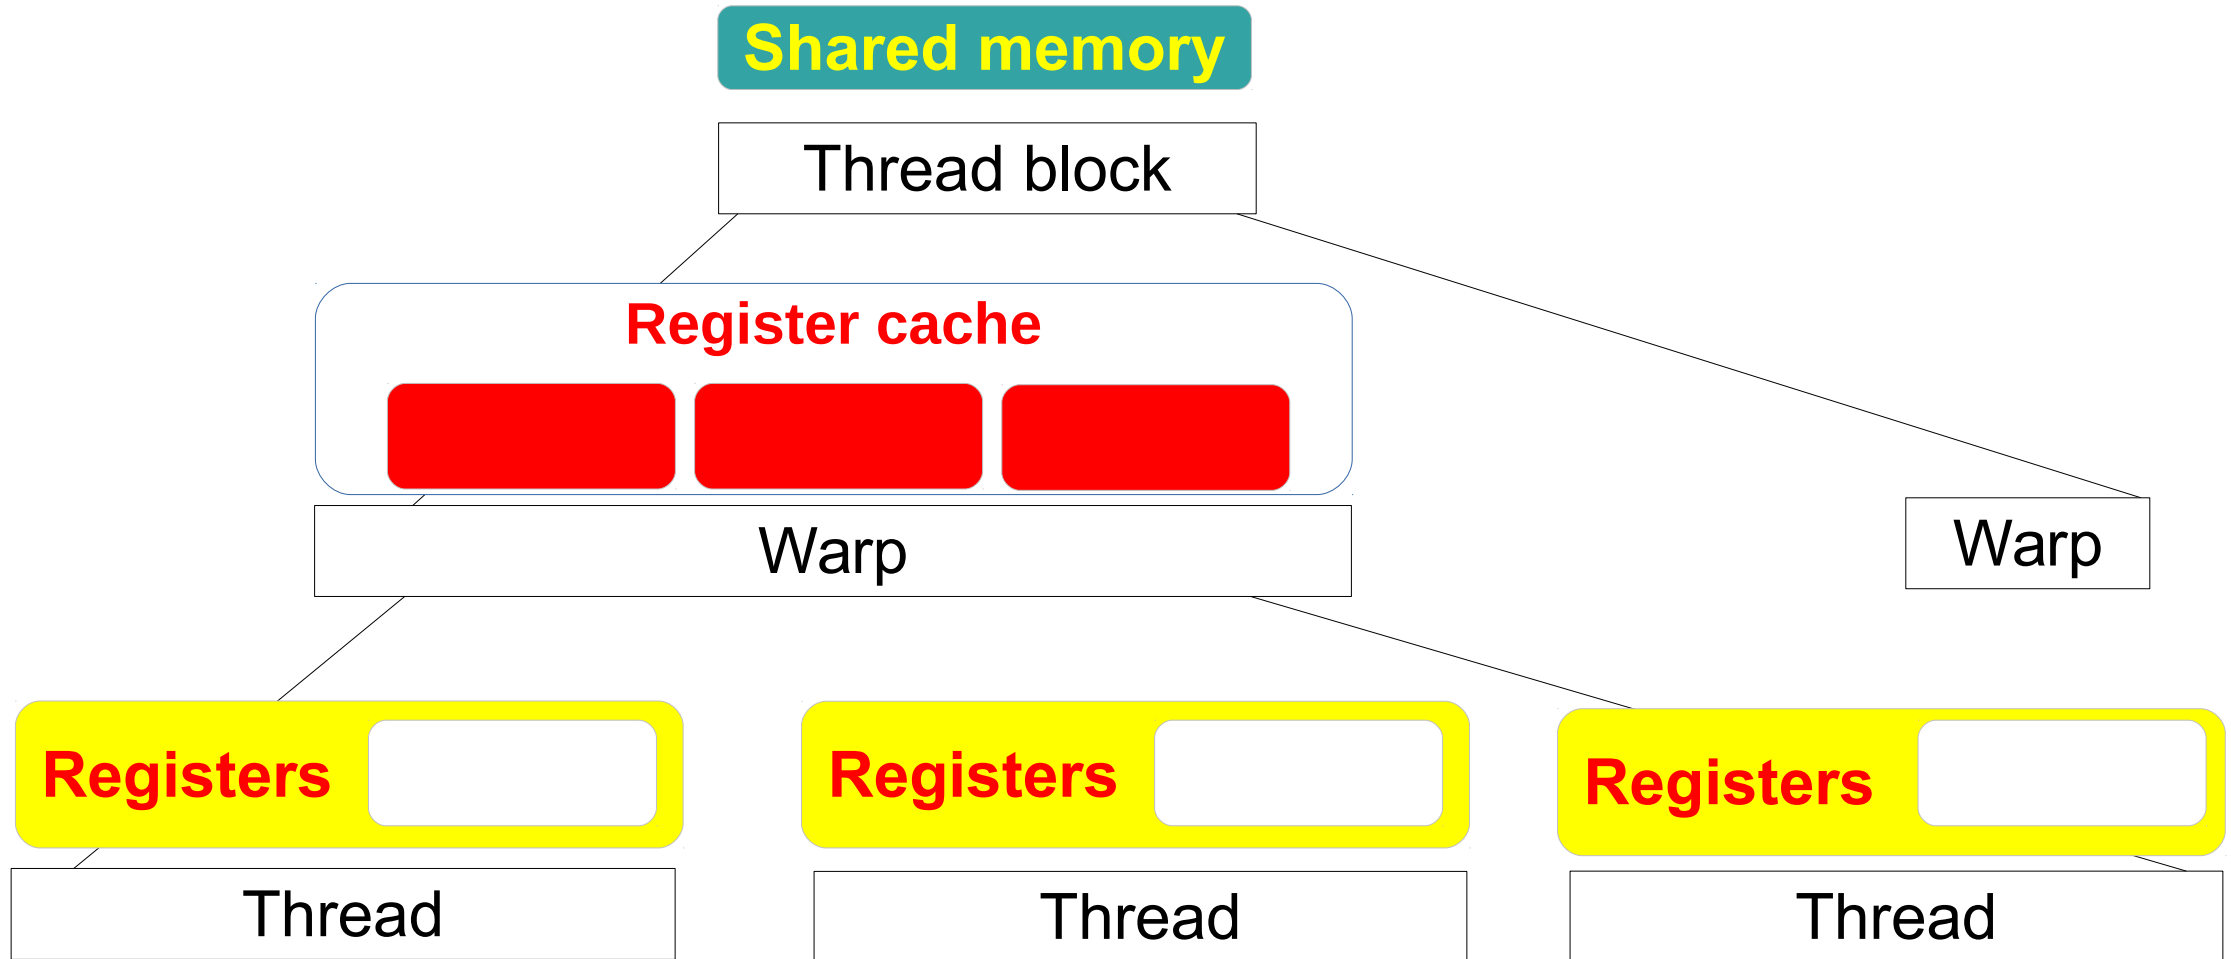 Shared memory
Thread block
Register cache
Warp
Warp
Registers
Registers
Registers
Thread
Thread
Thread